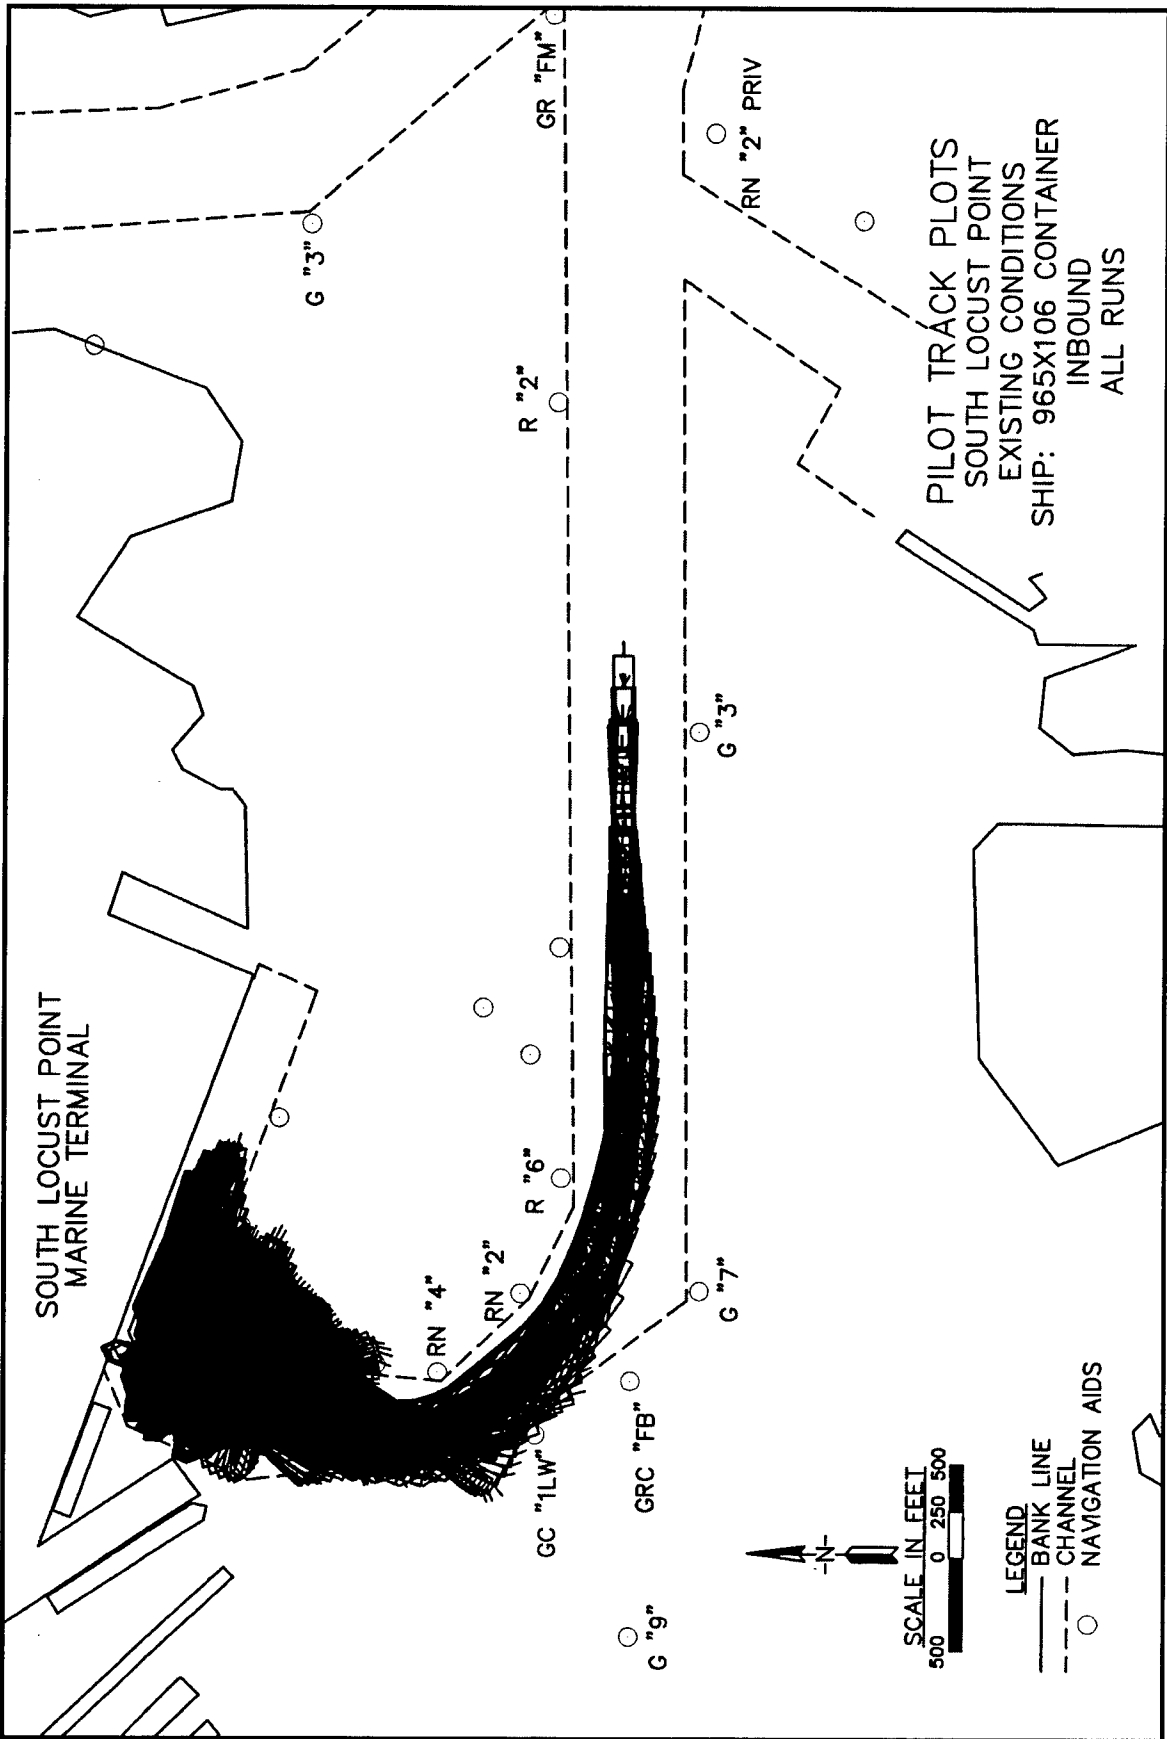 SOUTH LOCUST POINT
MARINE TERMINAL
GR "FM"
G "3"
RN "2" PRIV
R "2"
G "3"
R "6"
RN "2"
RN "4"
G "7"
GC "1LW"
GRC "FB"
G "9"
PILOT TRACK PLOTS
SOUTH LOCUST POINT
EXISTING CONDITIONS
SHIP: 965X106 CONTAINER
INBOUND
ALL RUNS
-N-
SCALE IN FEET
500 0 250 500
LEGEND
BANK LINE
CHANNEL
NAVIGATION AIDS